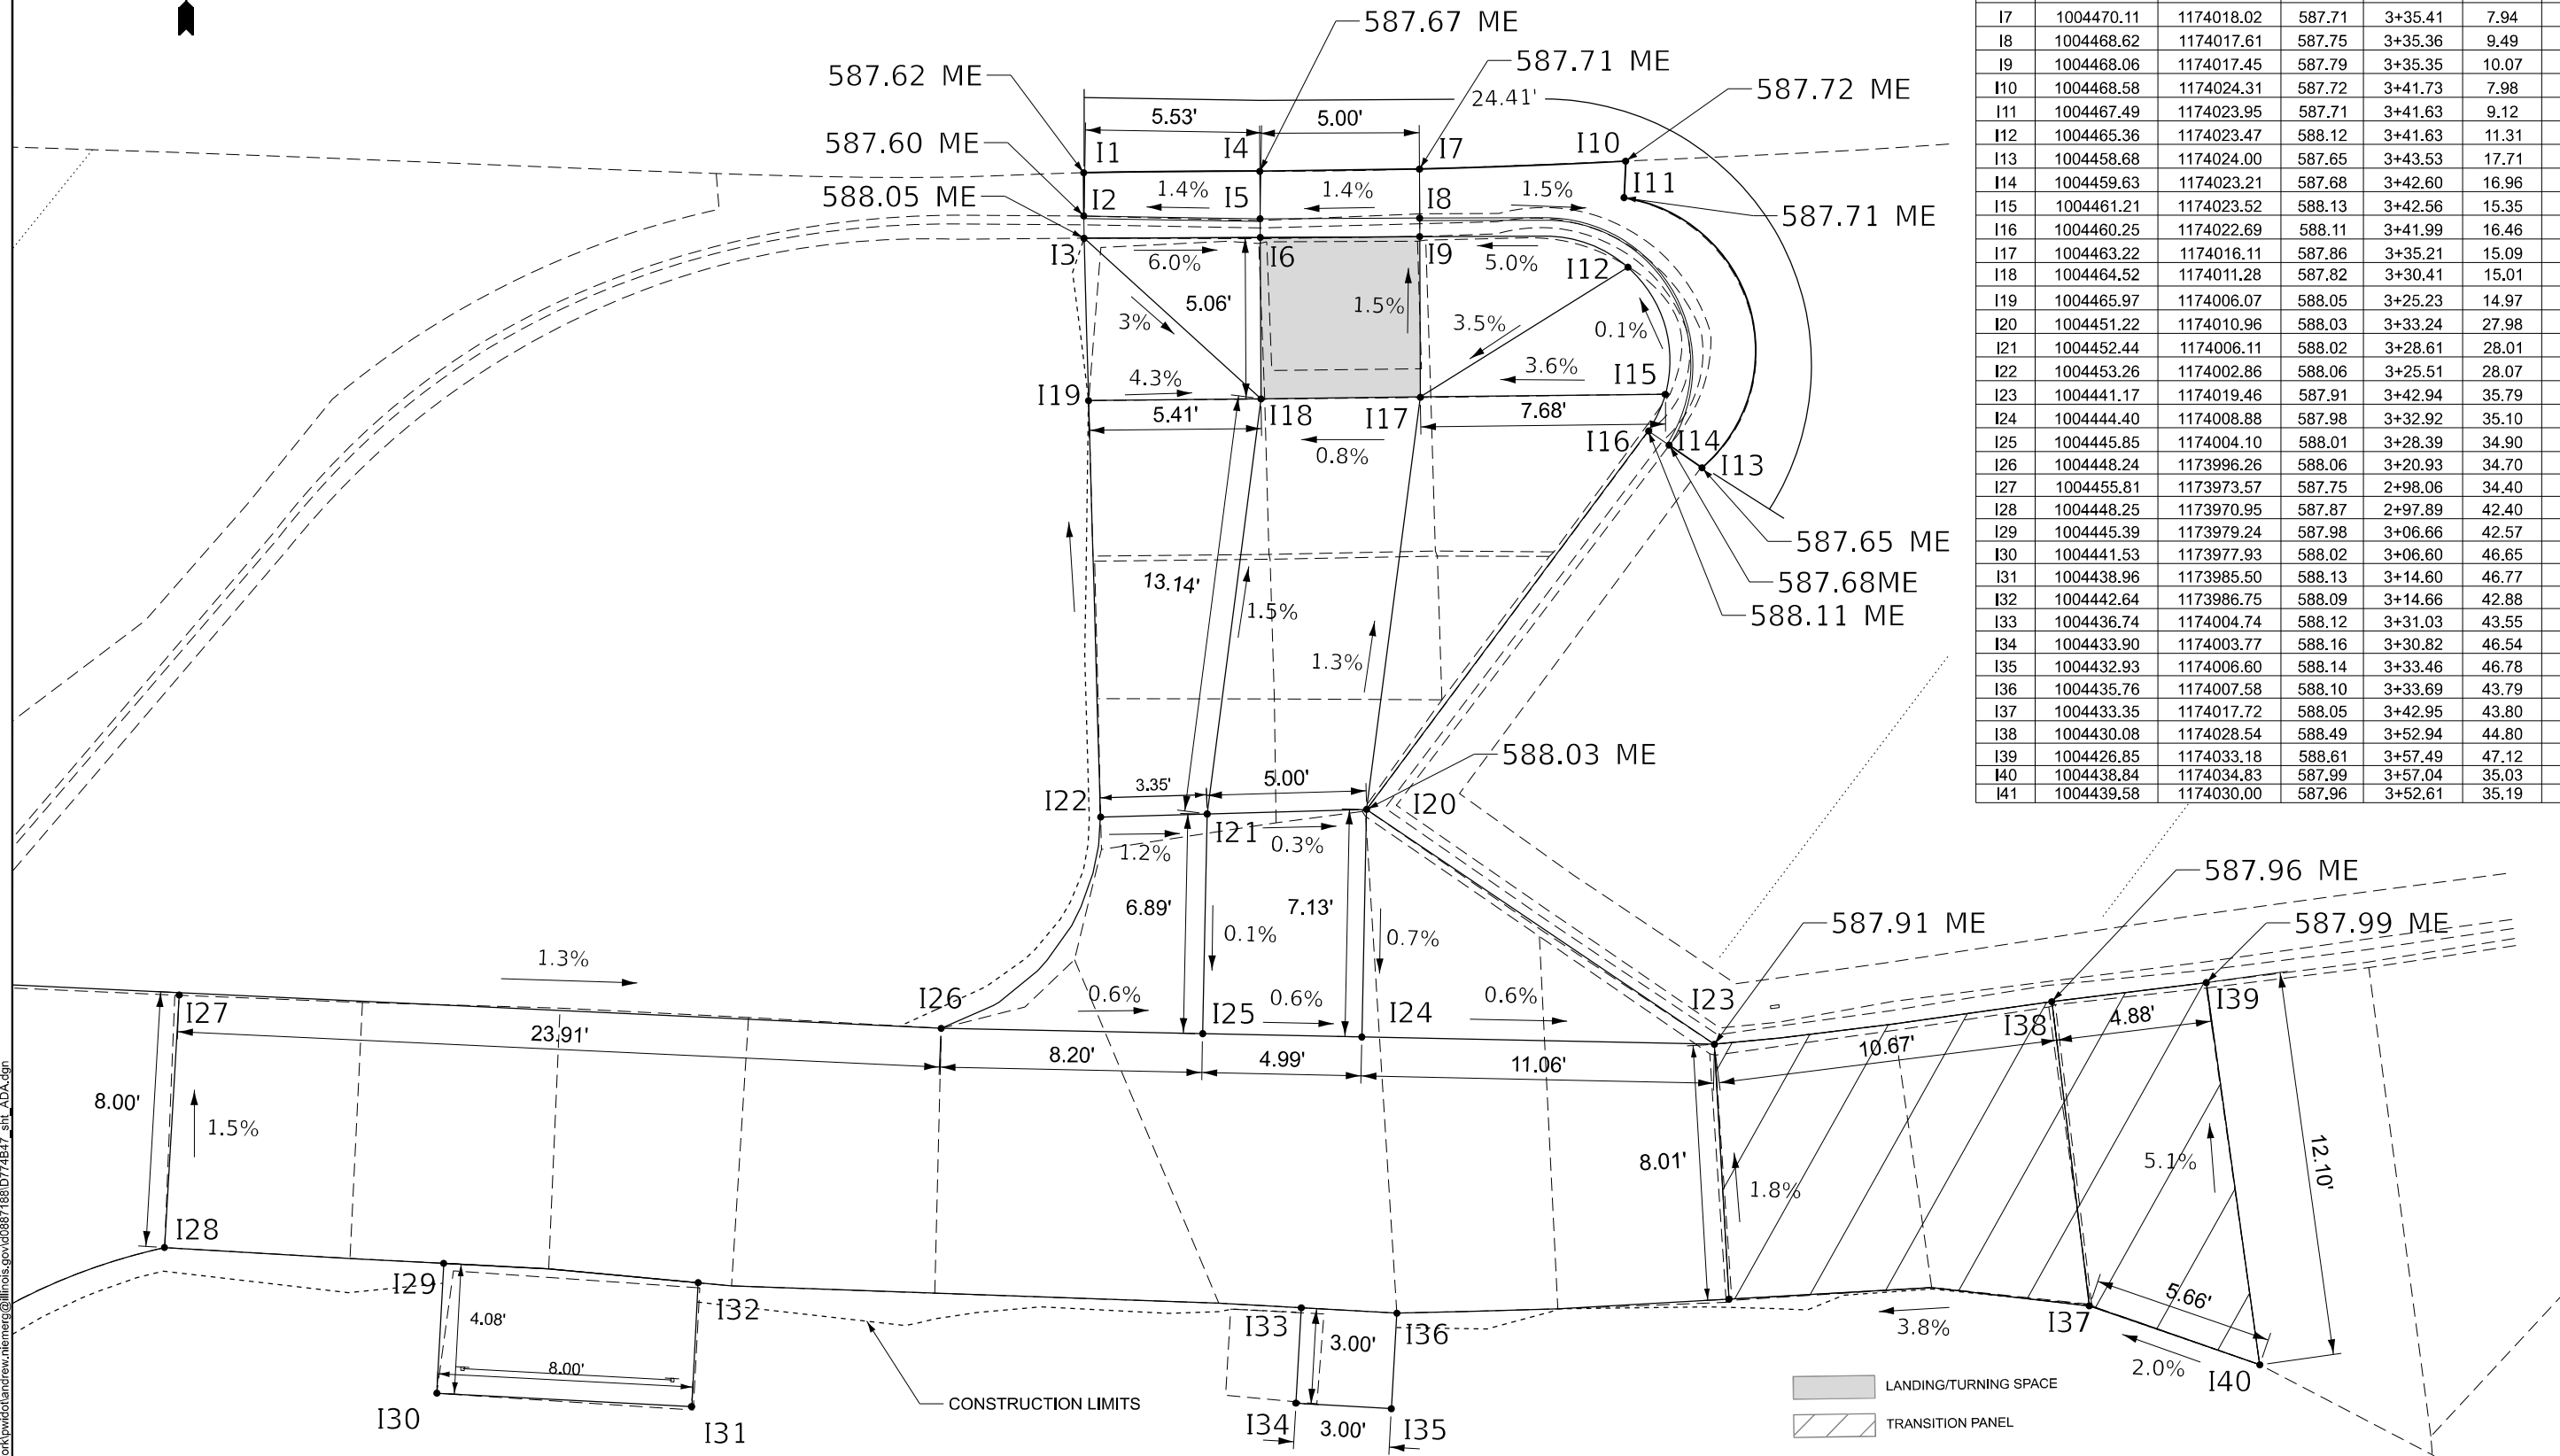 587.67 ME
587.62 ME
587.71 ME
24.41'
587.72 ME
5.53'
5.00'
587.60 ME
I1
I4
I7
I10
588.05 ME
I2
1.4%
I5
1.4%
I8
1.5%
I11
587.71 ME
I3
6.0%
I6
I9
5.0%
I12
5.06'
1.5%
3%
3.5%
0.1%
I19
4.3%
5.41'
I18
I17
3.6%
7.68'
I15
0.8%
I16
I14
I13
587.65 ME
587.68ME
588.11 ME
13.14'
1.5%
1.3%
588.03 ME
I22
3.35'
5.00'
I20
I21
1.2%
0.3%
6.89'
7.13'
0.1%
0.7%
587.96 ME
587.91 ME
587.99 ME
1.3%
I27
I26
0.6%
I25
0.6%
I24
0.6%
I23
I38
4.88'
I39
23.91'
8.20'
4.99'
11.06'
10.67'
8.00'
1.5%
8.01'
1.8%
5.1%
12.10'
I28
I29
I32
4.08'
8.00'
I30
I31
CONSTRUCTION LIMITS
I33
3.00'
I36
I34
3.00'
I35
3.8%
I37
5.66'
2.0%
I40
LANDING/TURNING SPACE
TRANSITION PANEL
I7 1004470.11 1174018.02 587.71 3+35.41 7.94
I8 1004468.62 1174017.61 587.75 3+35.36 9.49
I9 1004468.06 1174017.45 587.79 3+35.35 10.07
I10 1004468.58 1174024.31 587.72 3+41.73 7.98
I11 1004467.49 1174023.95 587.71 3+41.63 9.12
I12 1004465.36 1174023.47 588.12 3+41.63 11.31
I13 1004458.68 1174024.00 587.65 3+43.53 17.71
I14 1004459.63 1174023.21 587.68 3+42.60 16.96
I15 1004461.21 1174023.52 588.13 3+42.56 15.35
I16 1004460.25 1174022.69 588.11 3+41.99 16.46
I17 1004463.22 1174016.11 587.86 3+35.21 15.09
I18 1004464.52 1174011.28 587.82 3+30.41 15.01
I19 1004465.97 1174006.07 588.05 3+25.23 14.97
I20 1004451.22 1174010.96 588.03 3+33.24 27.98
I21 1004452.44 1174006.11 588.02 3+28.61 28.01
I22 1004453.26 1174002.86 588.06 3+25.51 28.07
I23 1004441.17 1174019.46 587.91 3+42.94 35.79
I24 1004444.40 1174008.88 587.98 3+32.92 35.10
I25 1004445.85 1174004.10 588.01 3+28.39 34.90
I26 1004448.24 1173996.26 588.06 3+20.93 34.70
I27 1004455.81 1173973.57 587.75 2+98.06 34.40
I28 1004448.25 1173970.95 587.87 2+97.89 42.40
I29 1004445.39 1173979.24 587.98 3+06.66 42.57
I30 1004441.53 1173977.93 588.02 3+06.60 46.65
I31 1004438.96 1173985.50 588.13 3+14.60 46.77
I32 1004442.64 1173986.75 588.09 3+14.66 42.88
I33 1004436.74 1174004.74 588.12 3+31.03 43.55
I34 1004433.90 1174003.77 588.16 3+30.82 46.54
I35 1004432.93 1174006.60 588.14 3+33.46 46.78
I36 1004435.76 1174007.58 588.10 3+33.69 43.79
I37 1004433.35 1174017.72 588.05 3+42.95 43.80
I38 1004430.08 1174028.54 588.49 3+52.94 44.80
I39 1004426.85 1174033.18 588.61 3+57.49 47.12
I40 1004438.84 1174034.83 587.99 3+57.04 35.03
I41 1004439.58 1174030.00 587.96 3+52.61 35.19